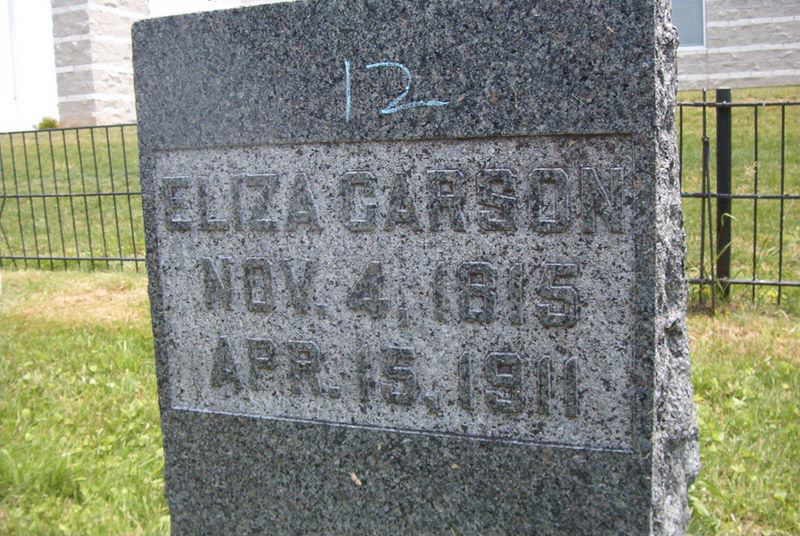 12
ELIZA CARSON
NOV. 4, 1815
APR. 15, 1911